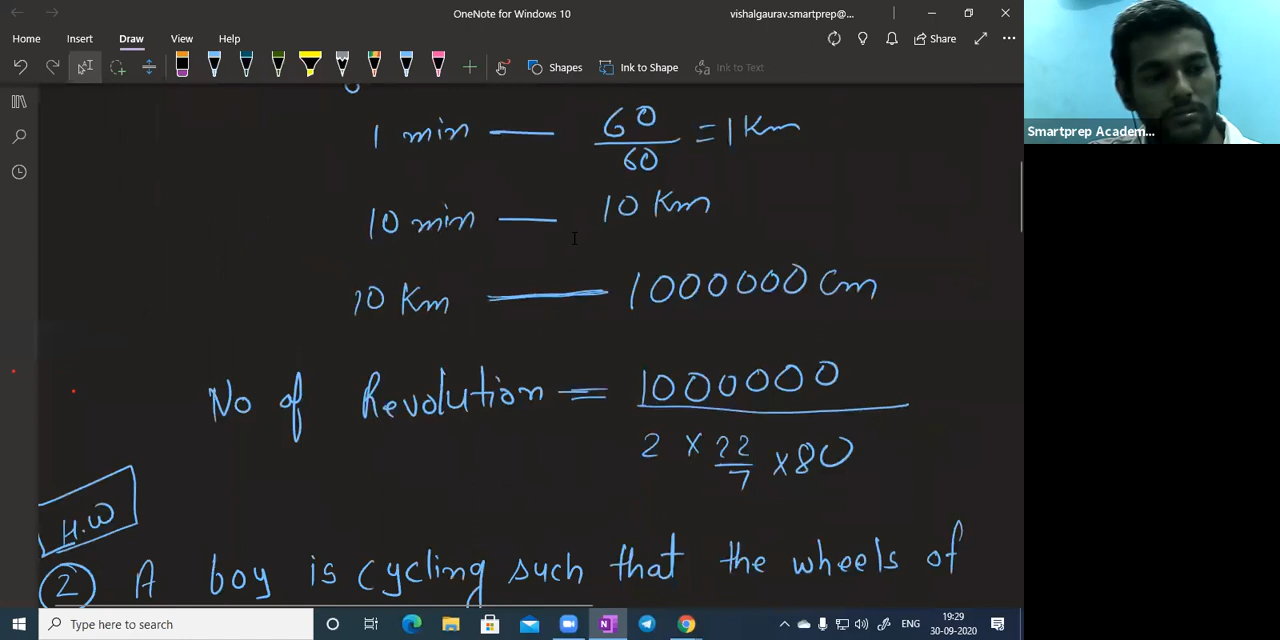 OneNote for Windows 10
vishalgaurav.smartprep@...
Home Insert Draw View Help
Share
Shapes
Ink to Shape
Ink to Text
Smartprep Academ...
1 min — 60/60 = 1 Km
10 min — 10 Km
10 Km — 1000000 Cm
No of Revolution = 1000000
2 × 22/7 × 80
H.W
2 A boy is cycling such that the wheels of
Type here to search
ENG
19:29
30-09-2020